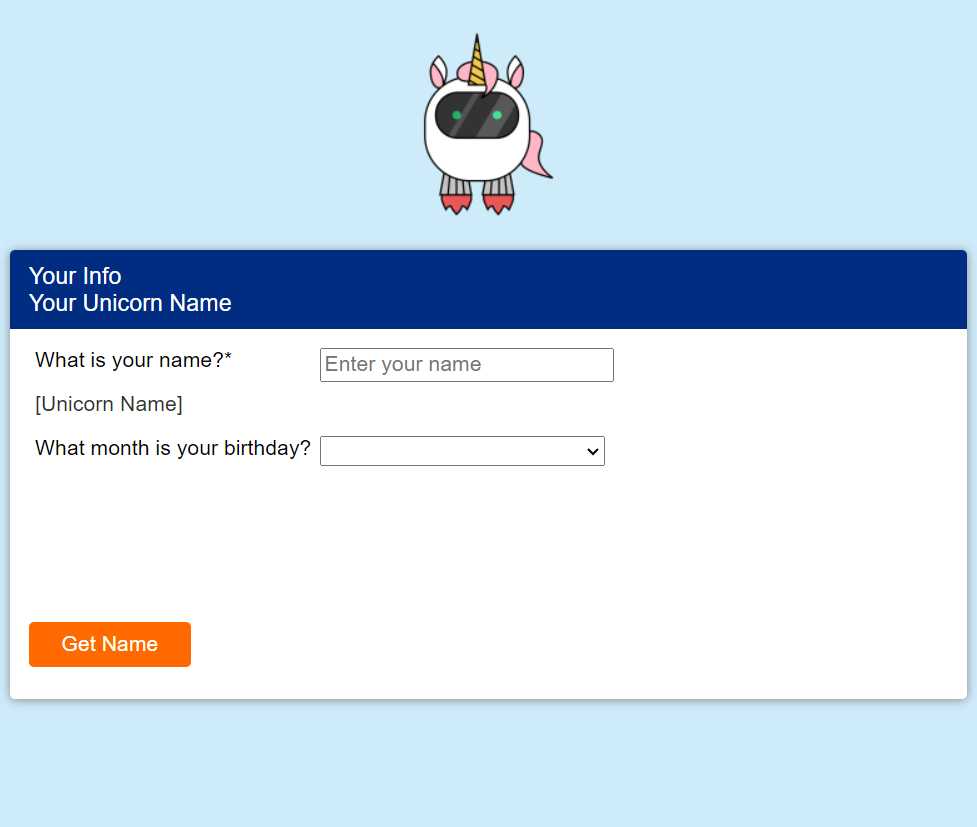 Your Info
Your Unicorn Name
What is your name?* Enter your name
[Unicorn Name]
What month is your birthday?
Get Name